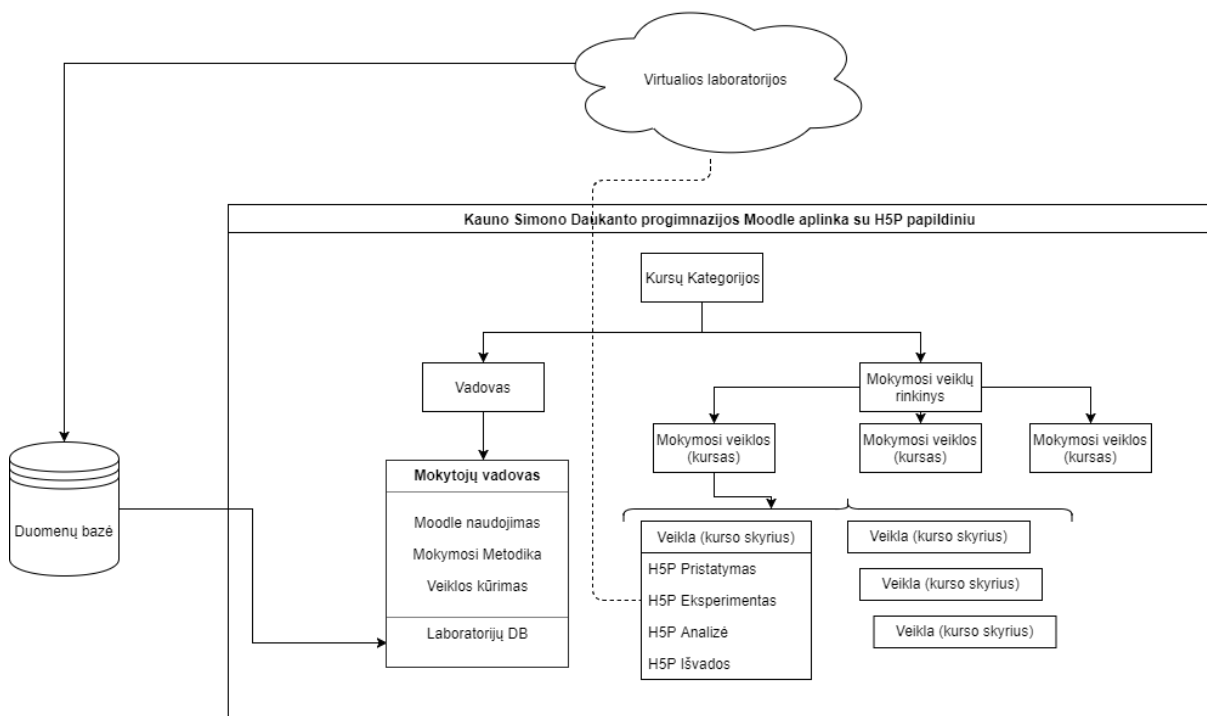 Virtualios laboratorijos
Kauno Simono Daukanto progimnazijos Moodle aplinka su H5P papildiniu
Kursų Kategorijos
Vadovas
Mokymosi veiklų
rinkinys
Mokymosi veiklos
(kursas)
Mokymosi veiklos
(kursas)
Mokymosi veiklos
(kursas)
Duomenų bazė
Mokytojų vadovas
Moodle naudojimas
Mokymosi Metodika
Veiklos kūrimas
Laboratorijų DB
Veikla (kurso skyrius)
H5P Pristatymas
H5P Eksperimentas
H5P Analizė
H5P Išvados
Veikla (kurso skyrius)
Veikla (kurso skyrius)
Veikla (kurso skyrius)